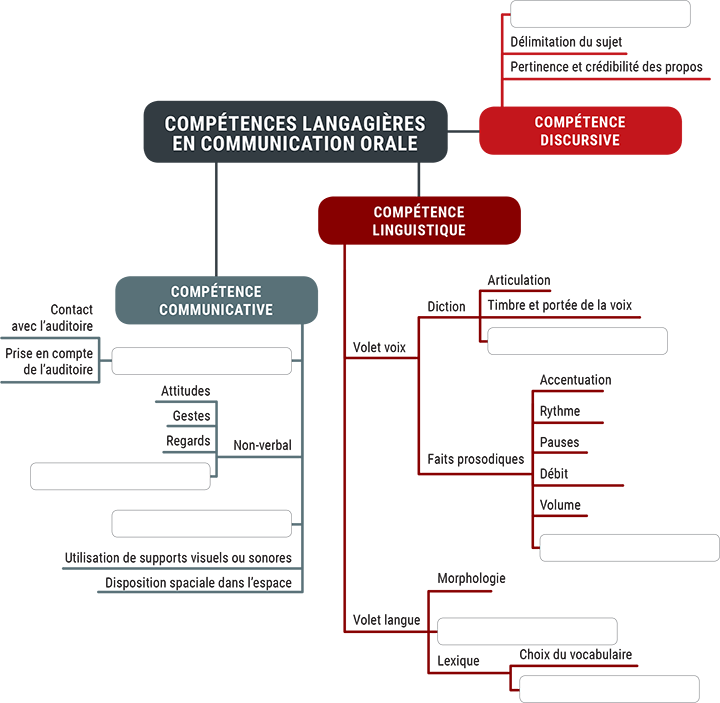 Délimitation du sujet
Pertinence et crédibilité des propos
COMPÉTENCES LANGAGIÈRES
EN COMMUNICATION ORALE
COMPÉTENCE
DISCURSIVE
COMPÉTENCE
LINGUISTIQUE
COMPÉTENCE
COMMUNICATIVE
Contact
avec l'auditoire
Prise en compte
de l'auditoire
Attitudes
Gestes
Regards
Non-verbal
Utilisation de supports visuels ou sonores
Disposition spaciale dans l'espace
Volet voix
Diction
Articulation
Timbre et portée de la voix
Faits prosodiques
Accentuation
Rythme
Pauses
Débit
Volume
Volet langue
Morphologie
Lexique
Choix du vocabulaire